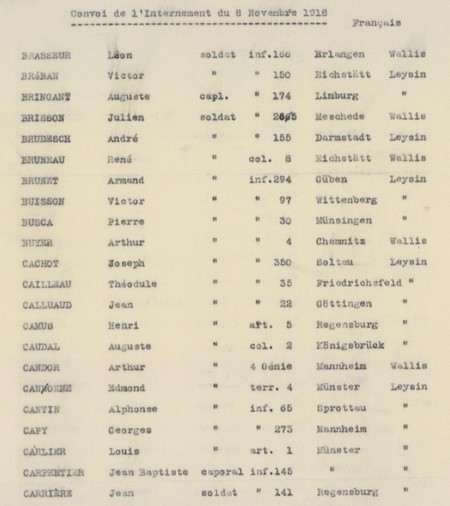 Convoi de l'Internement du 8 Novembre 1918
Français
BRASSEUR Léon soldat inf.166 Erlangen Wallis
BRéBAN Victor " " 150 Eichstätt Leysin
BRINGANT Auguste capl. " 174 Limburg "
BRISSON Julien soldat " Meschede Wallis
BRUDESCH André " " 155 Darmstadt Leysin
BRUNEAU René " col. 8 Eichstätt Wallis
BRUNET Armand " inf.294 Güben Leysin
BUISSON Victor " " 97 Wittenberg "
BUSCA Pierre " " 30 Münsingen "
BUYER Arthur " " 4 Chemnitz Wallis
CACHOT Joseph " " 350 Soltau Leysin
CAILLEAU Théodule " " 35 Friedrichsfeld "
CALLUAUD Jean " " 22 Göttingen "
CAMUS Henri " art. 5 Regensburg "
CAUDAL Auguste " col. 2 Königsbrück "
CANDOR Arthur " 4 Génie Mannheim Wallis
Edmond " terr. 4 Münster Leysin
CANTIN Alphonse " inf. 65 Sprottau "
CAPY Georges " " 273 Mannheim "
CARLIER Louis " art. 1 Münster "
CARPENTIER Jean Baptiste caporal inf.145 " "
CARRIÈRE Jean soldat " 141 Regensburg "